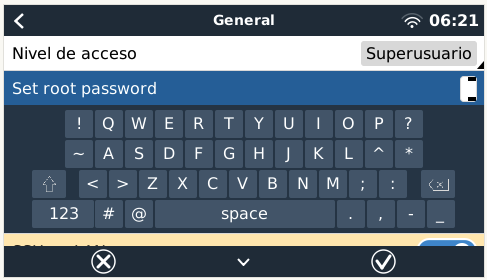 General 06:21
Nivel de acceso Superusuario
Set root password
! Q W E R T Y U I O P ?
~ A S D F G H J K L ^ *
< > Z X C V B N M ; :
123 # @ space . , - _